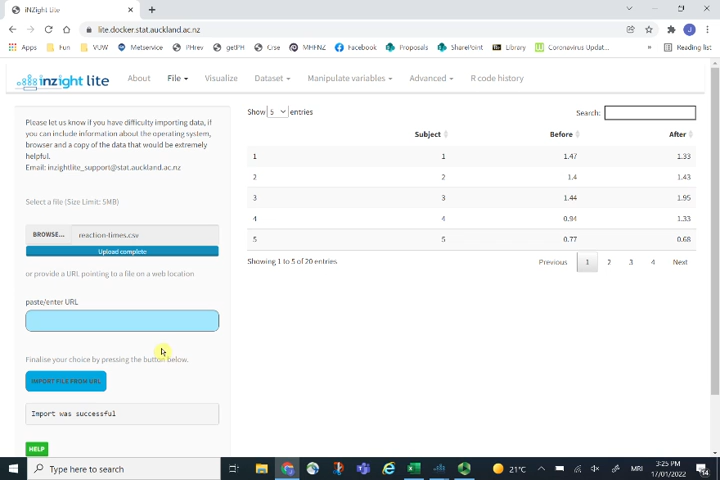 iNZight Lite
lite.docker.stat.auckland.ac.nz
Apps Fun VUW Metservice PHrev getPH Crse MHFNZ Facebook Proposals SharePoint Library Coronavirus Updat... » Reading list
inzight lite About File Visualize Dataset Manipulate variables Advanced R code history
Please let us know if you have difficulty importing data, if
you can include information about the operating system,
browser and a copy of the data that would be extremely
helpful.
Email: inzightlite_support@stat.auckland.ac.nz
Select a file (Size Limit: 5MB)
BROWSE... reaction-times.csv
Upload complete
or provide a URL pointing to a file on a web location
paste/enter URL
Finalise your choice by pressing the button below.
IMPORT FILE FROM URL
Import was successful
HELP
Show 5 entries Search:
Subject Before After
1 1 1.47 1.33
2 2 1.4 1.43
3 3 1.44 1.95
4 4 0.94 1.33
5 5 0.77 0.68
Showing 1 to 5 of 20 entries Previous 1 2 3 4 Next
Type here to search 21°C MRI 3:25 PM
17/01/2022